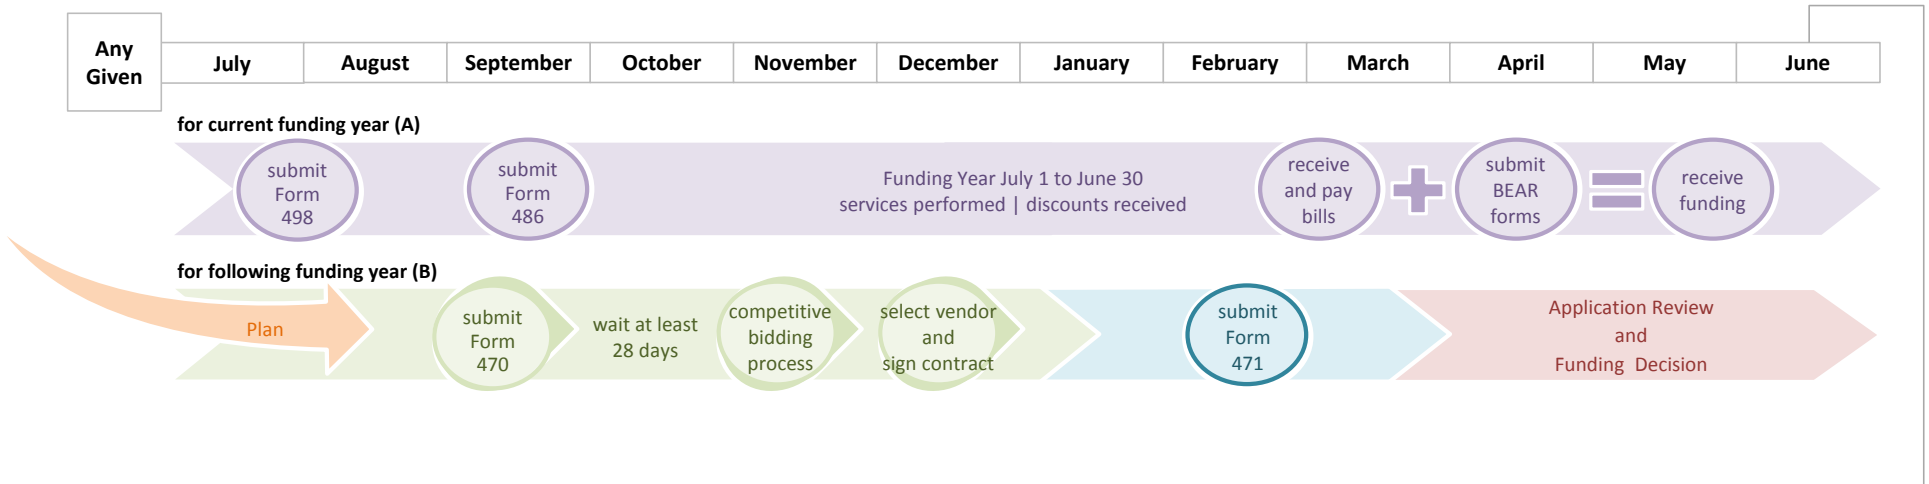 Any
Given
July August September October November December January February March April May June
for current funding year (A)
submit
Form
498
submit
Form
486
Funding Year July 1 to June 30
services performed | discounts received
receive
and pay
bills
submit
BEAR
forms
receive
funding
for following funding year (B)
Plan
submit
Form
470
wait at least
28 days
competitive
bidding
process
select vendor
and
sign contract
submit
Form
471
Application Review
and
Funding Decision